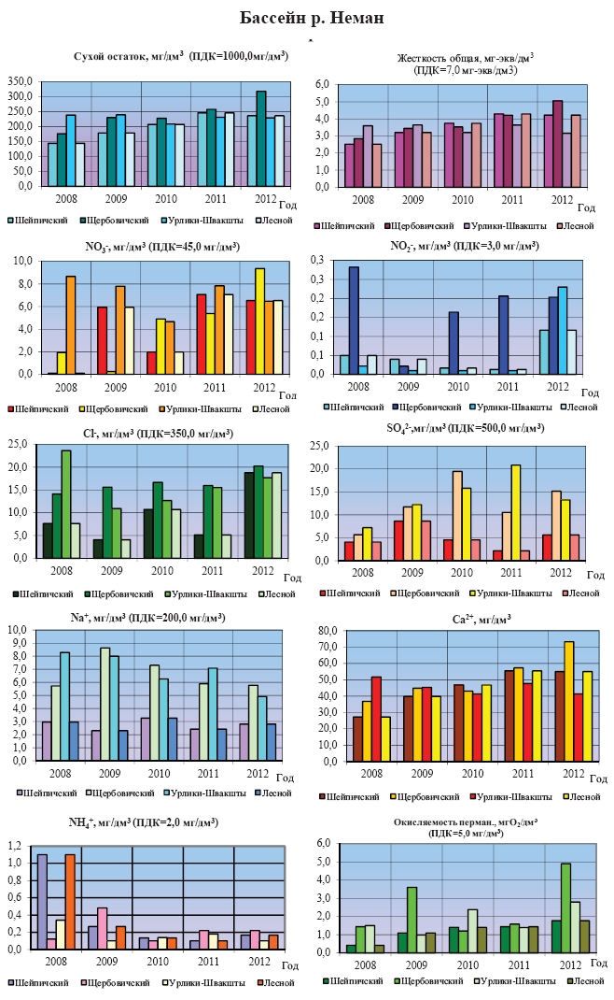 Бассейн р. Неман
Сухой остаток, мг/дм³ (ПДК=1000,0мг/дм³)
350,0
300,0
250,0
200,0
150,0
100,0
50,0
0,0
2008 2009 2010 2011 2012
Год
Шейпичский Щербовичский Урлики-Швакшты Лесной
Жесткость общая, мг-экв/дм³
(ПДК=7,0 мг-экв/дм3)
6,0
5,0
4,0
3,0
2,0
1,0
0,0
2008 2009 2010 2011 2012
Год
Шейпичский Щербовичский Урлики-Швакшты Лесной
NO₃⁻, мг/дм³ (ПДК=45,0 мг/дм³)
10,0
8,0
6,0
4,0
2,0
0,0
2008 2009 2010 2011 2012
Год
Шейпичский Щербовичский Урлики-Швакшты Лесной
NO₂⁻, мг/дм³ (ПДК=3,0 мг/дм³)
0,3
0,2
0,2
0,1
0,1
0,0
2008 2009 2010 2011 2012
Год
Шейпичский Щербовичский Урлики-Швакшты Лесной
Cl⁻, мг/дм³ (ПДК=350,0 мг/дм³)
25,0
20,0
15,0
10,0
5,0
0,0
2008 2009 2010 2011 2012
Год
Шейпичский Щербовичский Урлики-Швакшты Лесной
SO₄²⁻,мг/дм³ (ПДК=500,0 мг/дм³)
25,0
20,0
15,0
10,0
5,0
0,0
2008 2009 2010 2011 2012
Год
Шейпичский Щербовичский Урлики-Швакшты Лесной
Na⁺, мг/дм³ (ПДК=200,0 мг/дм³)
10,0
9,0
8,0
7,0
6,0
5,0
4,0
3,0
2,0
1,0
0,0
2008 2009 2010 2011 2012
Год
Шейпичский Щербовичский Урлики-Швакшты Лесной
Ca²⁺, мг/дм³
80,0
70,0
60,0
50,0
40,0
30,0
20,0
10,0
0,0
2008 2009 2010 2011 2012
Год
Шейпичский Щербовичский Урлики-Швакшты Лесной
NH₄⁺, мг/дм³ (ПДК=2,0 мг/дм³)
1,2
1,0
0,8
0,6
0,4
0,2
0,0
2008 2009 2010 2011 2012
Год
Шейпичский Щербовичский Урлики-Швакшты Лесной
Окисляемость перман., мгО₂/дм³
(ПДК=5,0 мг/дм³)
6,0
5,0
4,0
3,0
2,0
1,0
0,0
2008 2009 2010 2011 2012
Год
Шейпичский Щербовичский Урлики-Швакшты Лесной